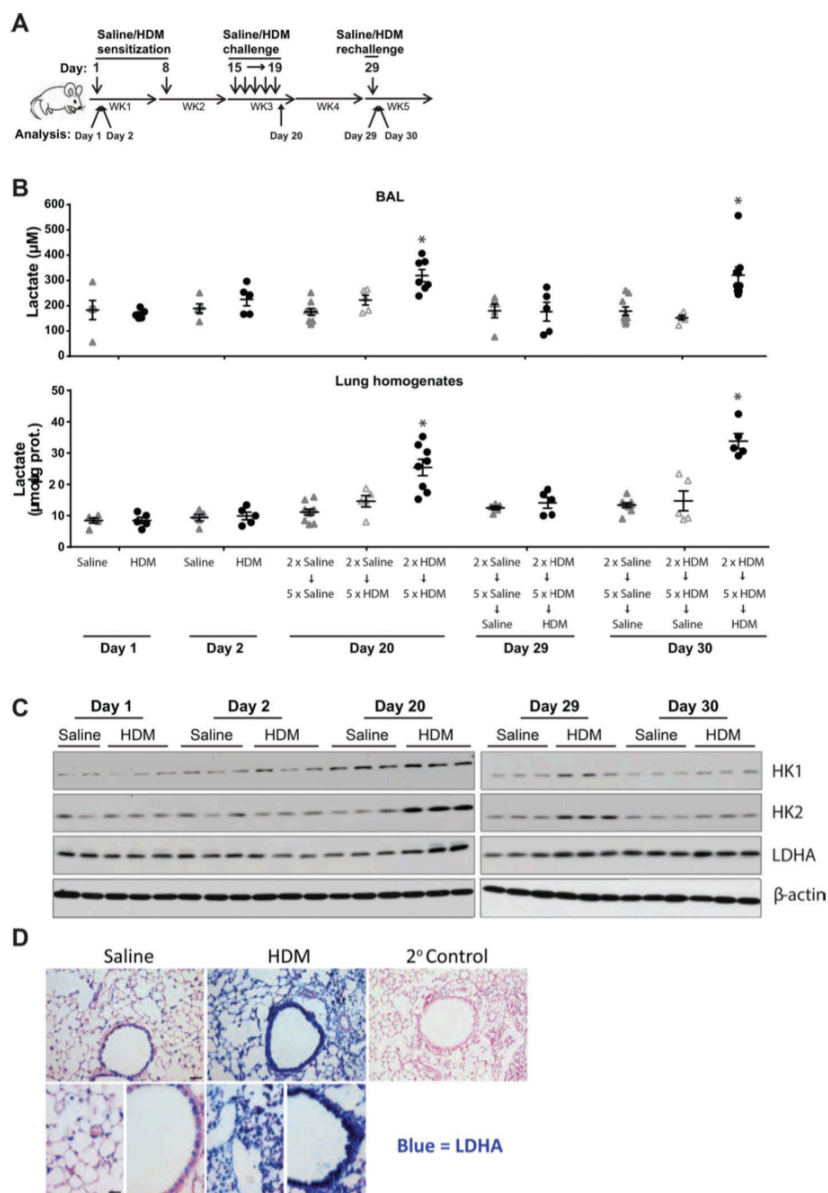 A
Saline/HDM sensitization
Saline/HDM challenge
Saline/HDM rechallenge
Day: 1 8 15 → 19 29
WK1 WK2 WK3 WK4 WK5
Analysis: Day 1 Day 2 Day 20 Day 29 Day 30
B
BAL
Lactate (µM)
600
500
400
300
200
100
0
* *
Lung homogenates
Lactate
(µmol/g prot.)
50
40
30
20
10
0
* *
Saline HDM Saline HDM 2 x Saline 2 x Saline 2 x HDM 2 x Saline 2 x HDM 2 x Saline 2 x HDM 2 x HDM
↓ ↓ ↓ ↓ ↓ ↓ ↓ ↓
5 x Saline 5 x HDM 5 x HDM 5 x Saline 5 x HDM 5 x Saline 5 x HDM 5 x HDM
↓ ↓ ↓ ↓ ↓
Saline HDM Saline Saline HDM
Day 1 Day 2 Day 20 Day 29 Day 30
C
Day 1 Day 2 Day 20 Day 29 Day 30
Saline HDM Saline HDM Saline HDM Saline HDM Saline HDM
HK1
HK2
LDHA
β-actin
D
Saline HDM 2º Control
Blue = LDHA